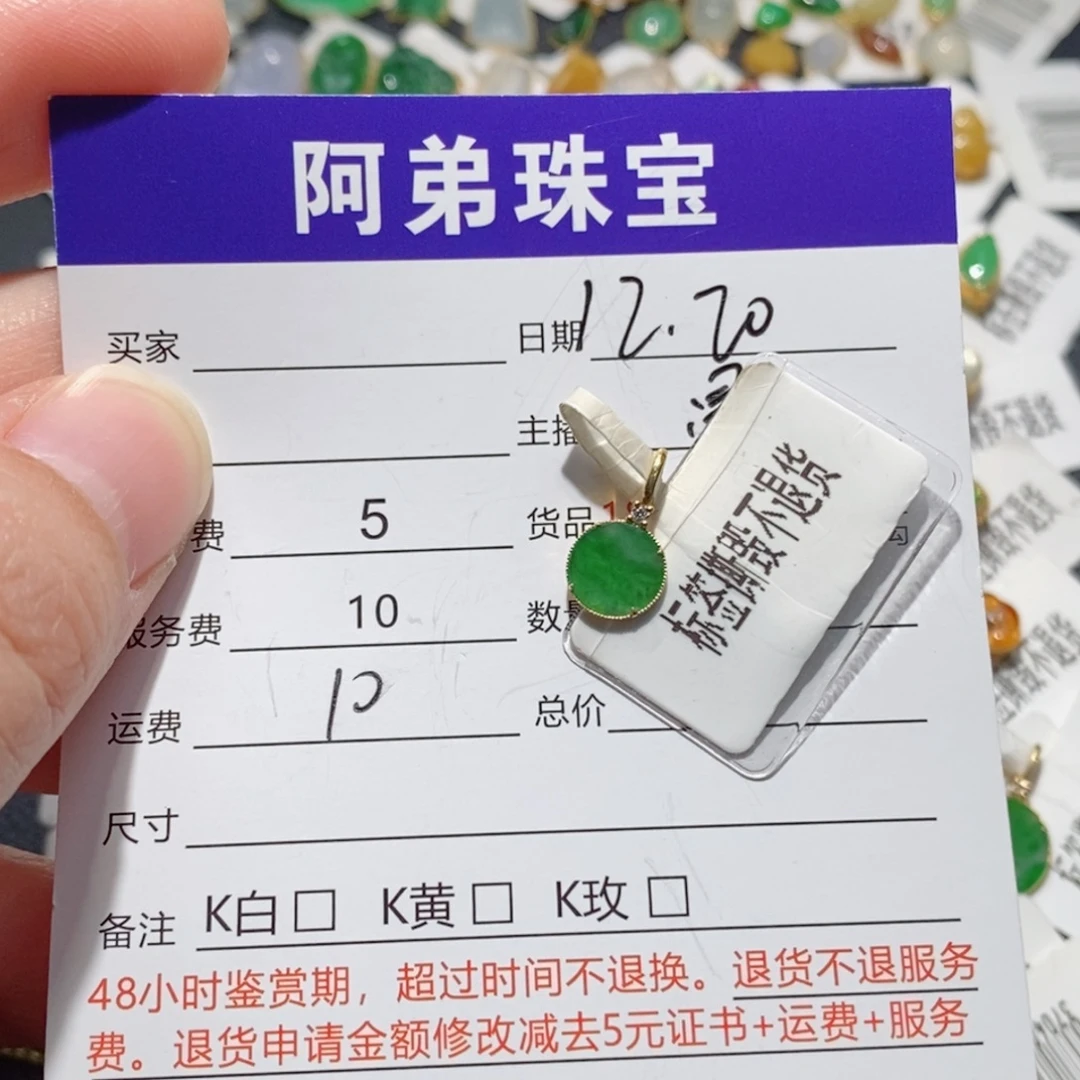 阿弟珠宝
买家 日期 12.20
主播
费 5 货品
服务费 10 数量
运费 10 总价
标签撕毁不退货
尺寸
备注 K白□ K黄□ K玫□
48小时鉴赏期，超过时间不退换。退货不退服务
费。退货申请金额修改减去5元证书+运费+服务